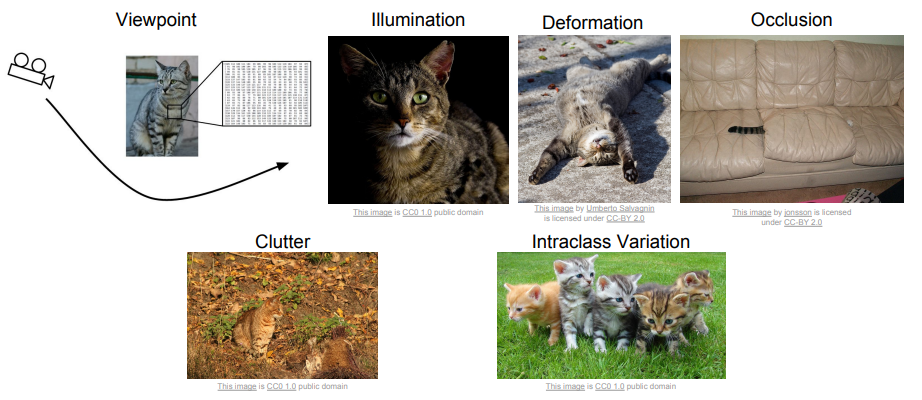 Viewpoint
Illumination
Deformation
Occlusion
This image is CC0 1.0 public domain
This image by Umberto Salvagnin
is licensed under CC-BY 2.0
This image by jonsson is licensed
under CC-BY 2.0
Clutter
Intraclass Variation
This image is CC0 1.0 public domain
This image is CC0 1.0 public domain